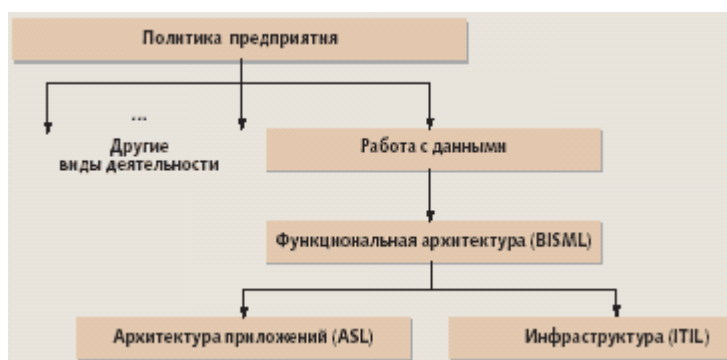 Политика предприятия
...
Другие
виды деятельности
Работа с данными
Функциональная архитектура (BISML)
Архитектура приложений (ASL)
Инфраструктура (ITIL)